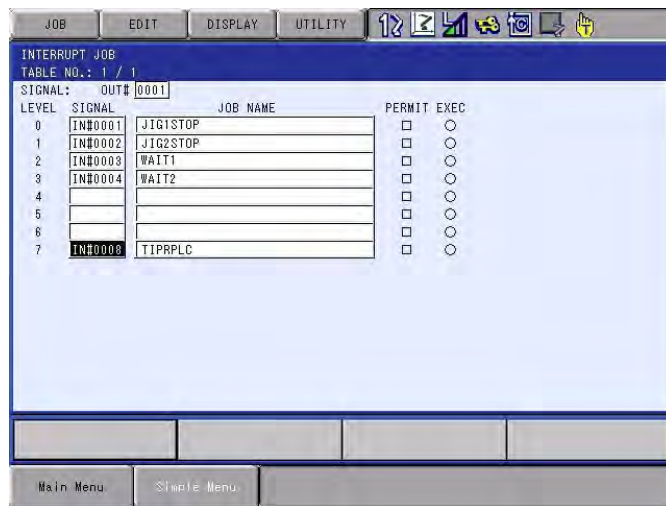 JOB EDIT DISPLAY UTILITY
INTERRUPT JOB
TABLE NO.: 1 / 1
SIGNAL: OUT# 0001
LEVEL SIGNAL JOB NAME PERMIT EXEC
0 IN#0001 JIG1STOP
1 IN#0002 JIG2STOP
2 IN#0003 WAIT1
3 IN#0004 WAIT2
4
5
6
7 IN#0008 TIPRPLC
Main Menu Simple Menu